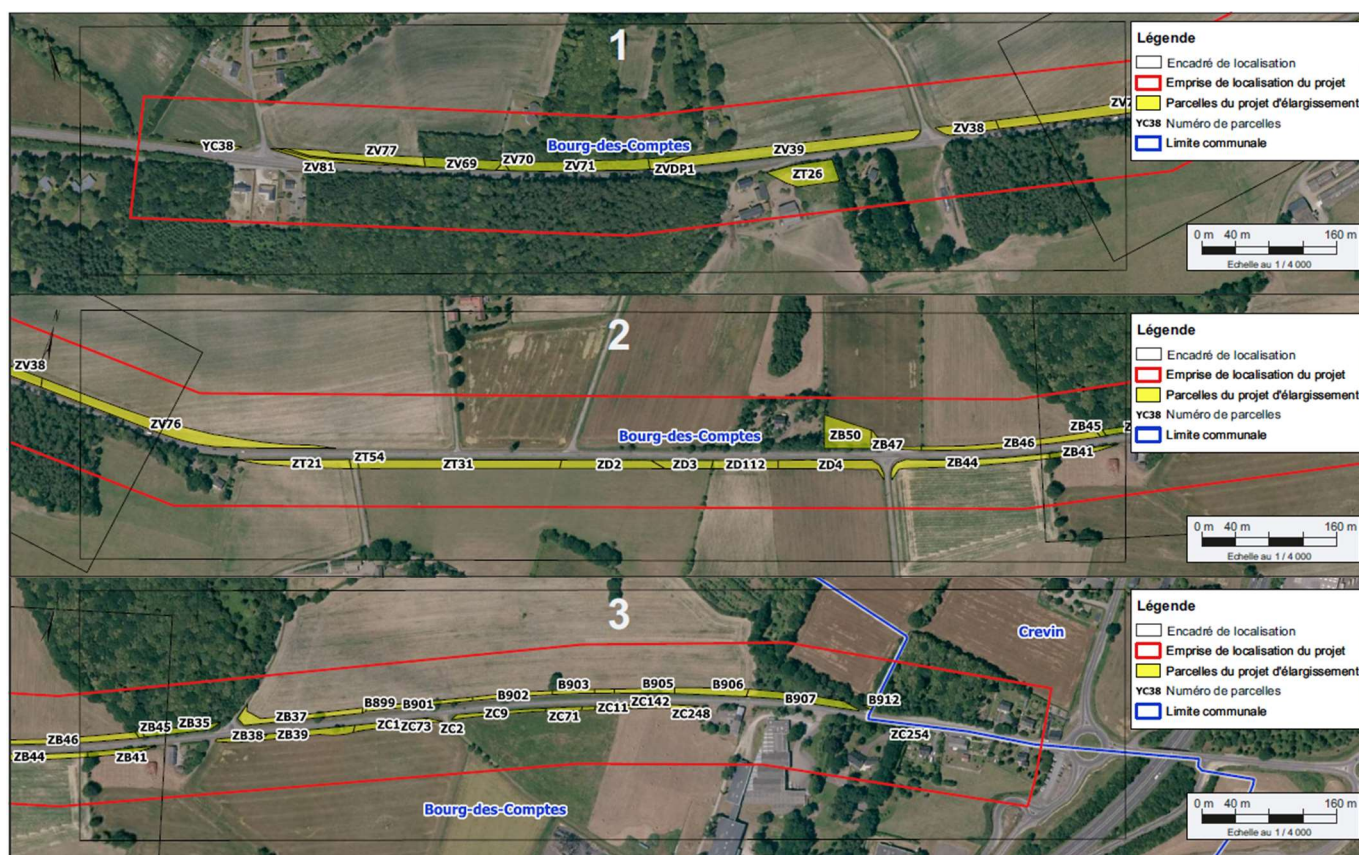 1
Bourg-des-Comptes
YC38
ZV81
ZV77
ZV69
ZV70
ZV71
ZVDP1
ZV39
ZT26
ZV38
Légende
Encadré de localisation
Emprise de localisation du projet
Parcelles du projet d'élargissement
YC38 Numéro de parcelles
Limite communale
0 m 40 m 160 m
Echelle au 1 / 4 000
2
Bourg-des-Comptes
ZV38
ZV76
ZT21
ZT54
ZT31
ZD2
ZD3
ZD112
ZD4
ZB50
ZB47
ZB44
ZB46
ZB45
ZB41
Légende
Encadré de localisation
Emprise de localisation du projet
Parcelles du projet d'élargissement
YC38 Numéro de parcelles
Limite communale
0 m 40 m 160 m
Echelle au 1 / 4 000
3
Crevin
Bourg-des-Comptes
ZB46
ZB44
ZB45
ZB41
ZB35
ZB38
ZB37
ZB39
B899
ZC1
B901
ZC73
ZC2
B902
ZC9
B903
ZC71
ZC11
B905
ZC142
ZC248
B906
B907
B912
ZC254
Légende
Encadré de localisation
Emprise de localisation du projet
Parcelles du projet d'élargissement
YC38 Numéro de parcelles
Limite communale
0 m 40 m 160 m
Echelle au 1 / 4 000